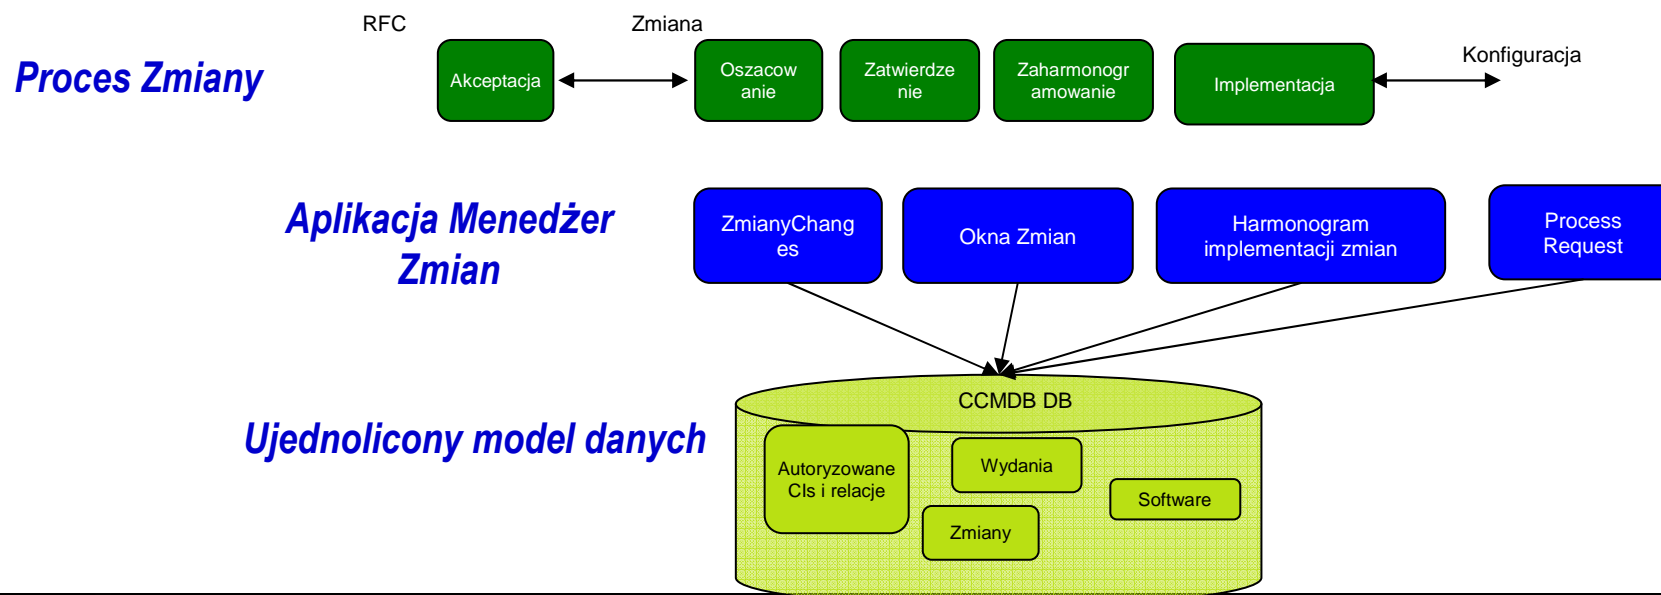 RFC
Zmiana
Proces Zmiany
Akceptacja
Oszacow
anie
Zatwierdze
nie
Zaharmonogr
amowanie
Implementacja
Konfiguracja
Aplikacja Menedżer
Zmian
ZmianyChang
es
Okna Zmian
Harmonogram
implementacji zmian
Process
Request
Ujednolicony model danych
CCMDB DB
Autoryzowane
CIs i relacje
Wydania
Software
Zmiany